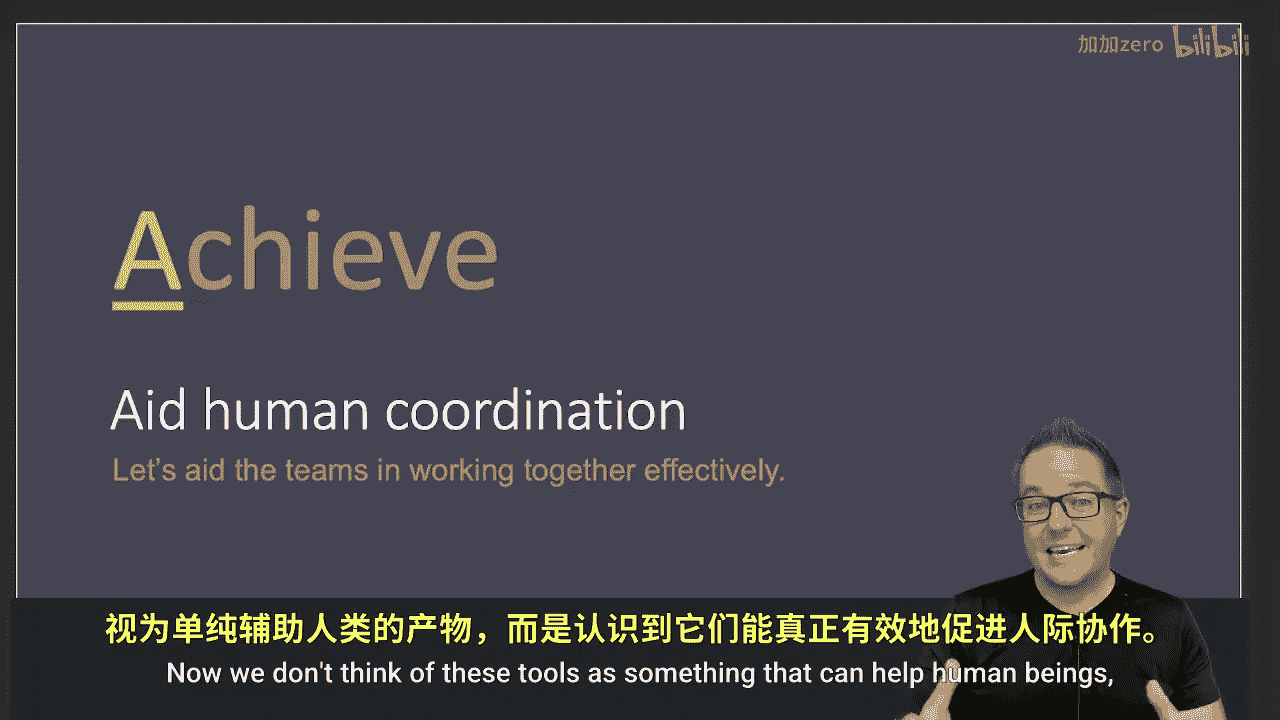 加加zero bilibili
Achieve
Aid human coordination
Let's aid the teams in working together effectively.
视为单纯辅助人类的产物，而是认识到它们能真正有效地促进人际协作。
Now we don't think of these tools as something that can help human beings,